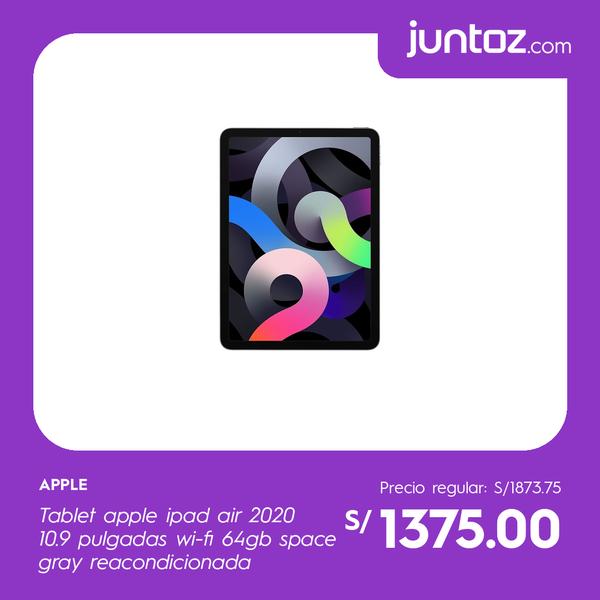 juntoz.com
APPLE
Tablet apple ipad air 2020
10.9 pulgadas wi-fi 64gb space
gray reacondicionada
Precio regular: S/1873.75
S/1375.00